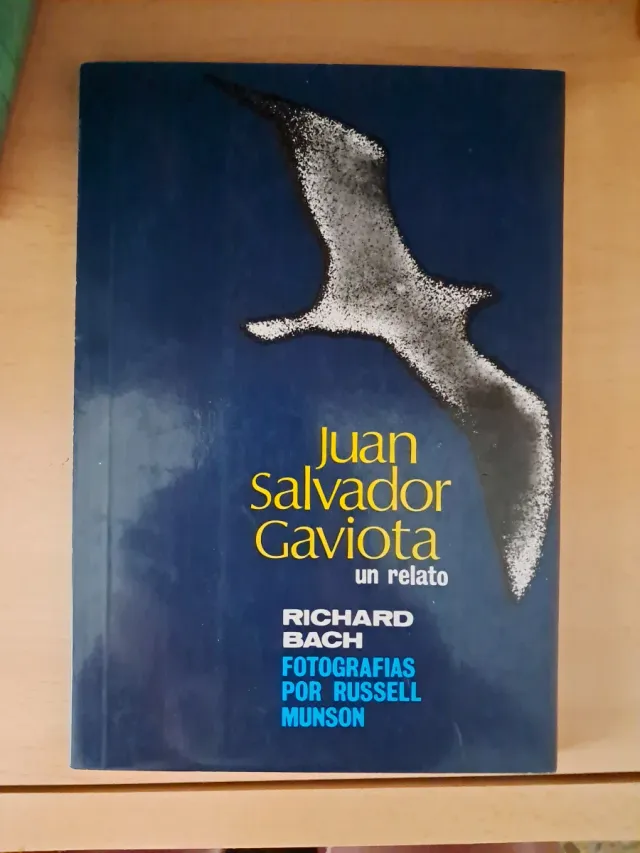 Juan
Salvador
Gaviota
un relato
RICHARD
BACH
FOTOGRAFIAS
POR RUSSELL
MUNSON